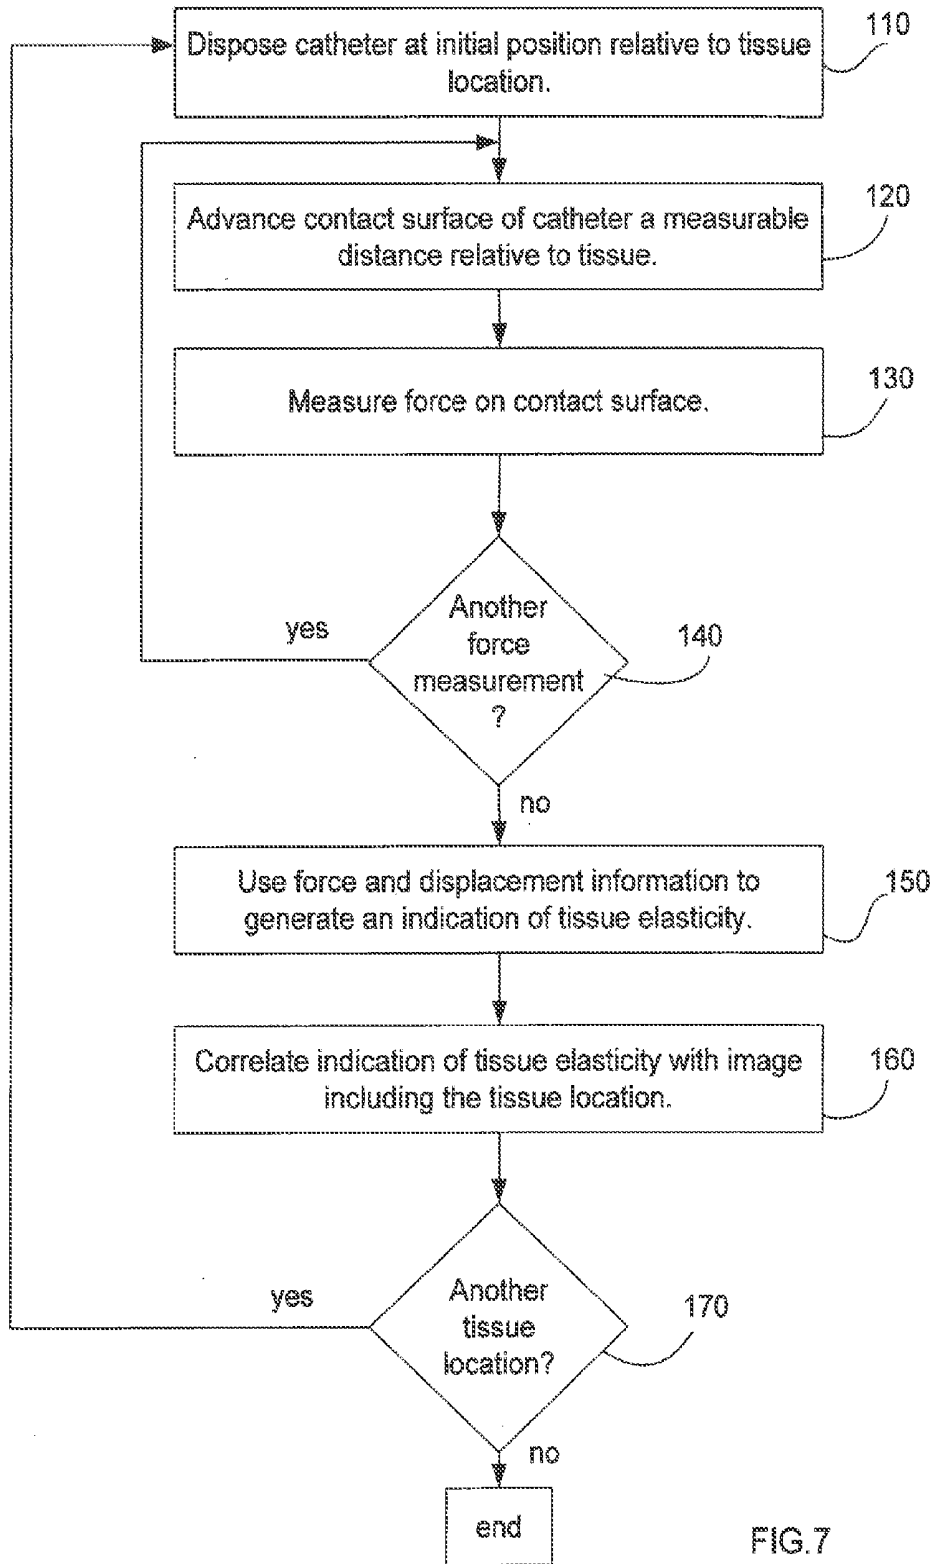 110
Dispose catheter at initial position relative to tissue
location.
120
Advance contact surface of catheter a measurable
distance relative to tissue.
130
Measure force on contact surface.
Another
force
measurement
?
140
yes
no
150
Use force and displacement information to
generate an indication of tissue elasticity.
160
Correlate indication of tissue elasticity with image
including the tissue location.
Another
tissue
location?
170
yes
no
end
FIG.7